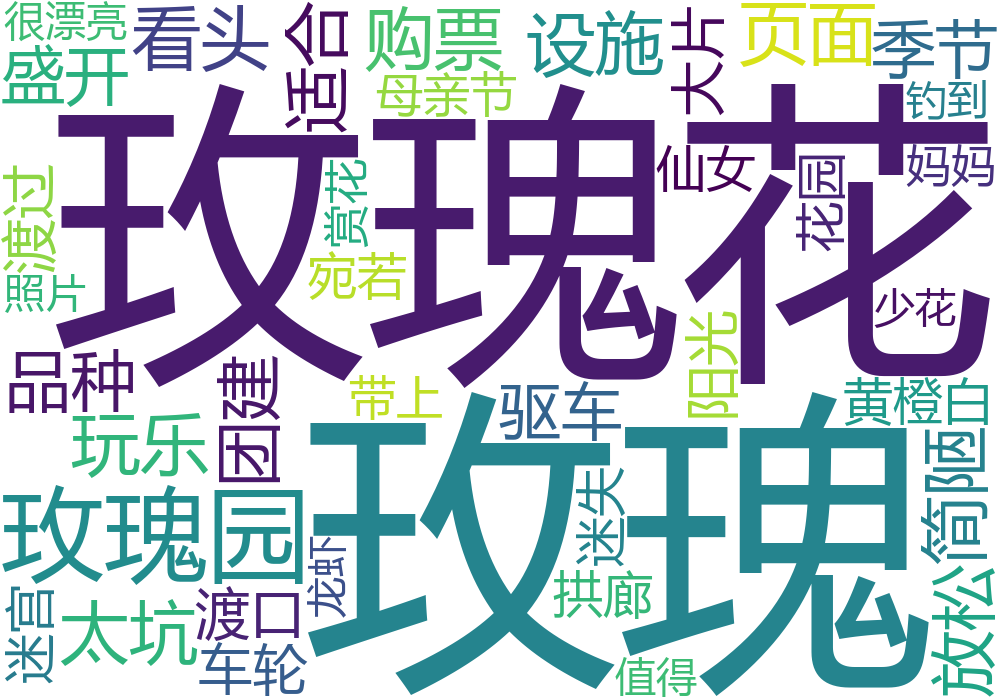 很漂亮
看头
适合
购票
设施
大片
页面
季节
盛开
母亲节
钓到
玫瑰花
仙女
妈妈
渡过
赏花
花园
照片
宛若
少花
品种
团建
带上
驱车
阳光
黄橙白
玩乐
玫瑰
简陋
玫瑰园
迷失
龙虾
拱廊
放松
迷宫
太坑
渡口
车轮
值得